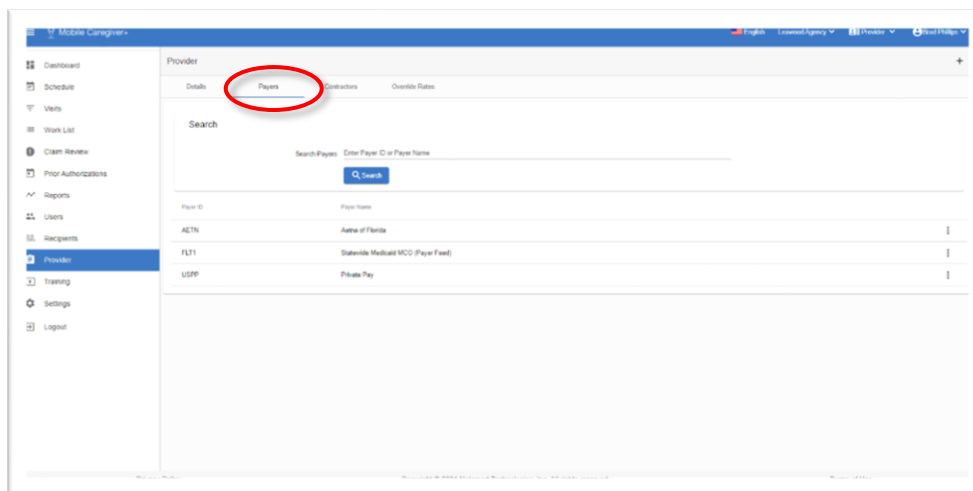 Mobile Caregiver+
English Leawood Agency Provider Brad Phillips
Dashboard
Schedule
Visits
Work List
Claim Review
Prior Authorizations
Reports
Users
Recipients
Provider
Training
Settings
Logout
Provider +
Details Payers Contractors Override Rates
Search
Search Payers Enter Payer ID or Payer Name
Search
Payer ID Payer Name
AETN Aetna of Florida
FLT1 Statewide Medicaid MCO (Payer Feed)
USPP Private Pay